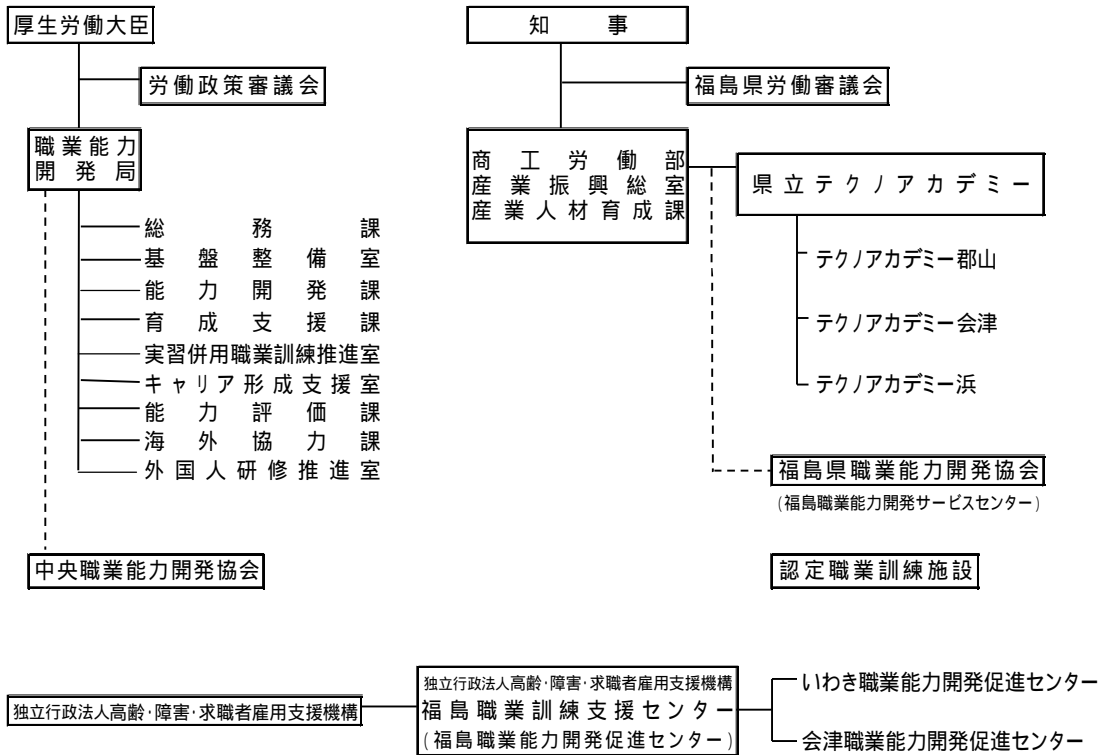 厚生労働大臣
労働政策審議会
職業能力
開発局
総務課
基盤整備室
能力開発課
育成支援課
実習併用職業訓練推進室
キャリア形成支援室
能力評価課
海外協力課
外国人研修推進室
中央職業能力開発協会
知事
福島県労働審議会
商工労働部
産業振興総室
産業人材育成課
県立テクノアカデミー
テクノアカデミー郡山
テクノアカデミー会津
テクノアカデミー浜
福島県職業能力開発協会
(福島職業能力開発サービスセンター)
認定職業訓練施設
独立行政法人高齢・障害・求職者雇用支援機構
独立行政法人高齢・障害・求職者雇用支援機構
福島職業訓練支援センター
(福島職業能力開発促進センター)
いわき職業能力開発促進センター
会津職業能力開発促進センター